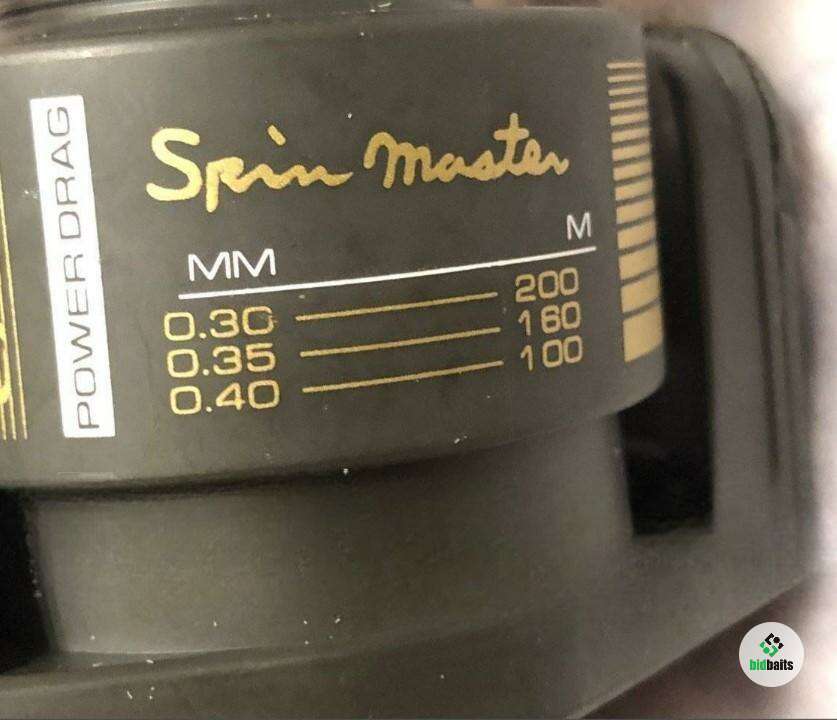 POWER DRAG
Spin Master
MM M
0.30 200
0.35 160
0.40 100
bidbaits